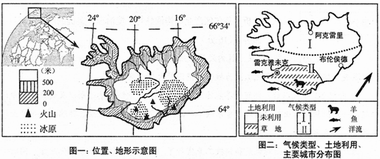 24°
20°
16°
66°34′
(米)
500
200
0
火山
冰原
64°
图一:位置、地形示意图
阿克雷里
I
布伦侯德
雷克雅未克
II
土地利用
气候类型
未利用
I
草地
II
羊
鱼
洋流
图二:气候类型、土地利用、
主要城市分布图